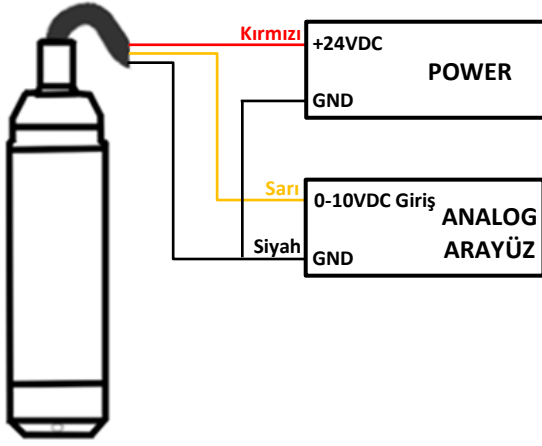 Kırmızı
+24VDC
POWER
GND
Sarı
0-10VDC Giriş
ANALOG
ARAYÜZ
Siyah
GND